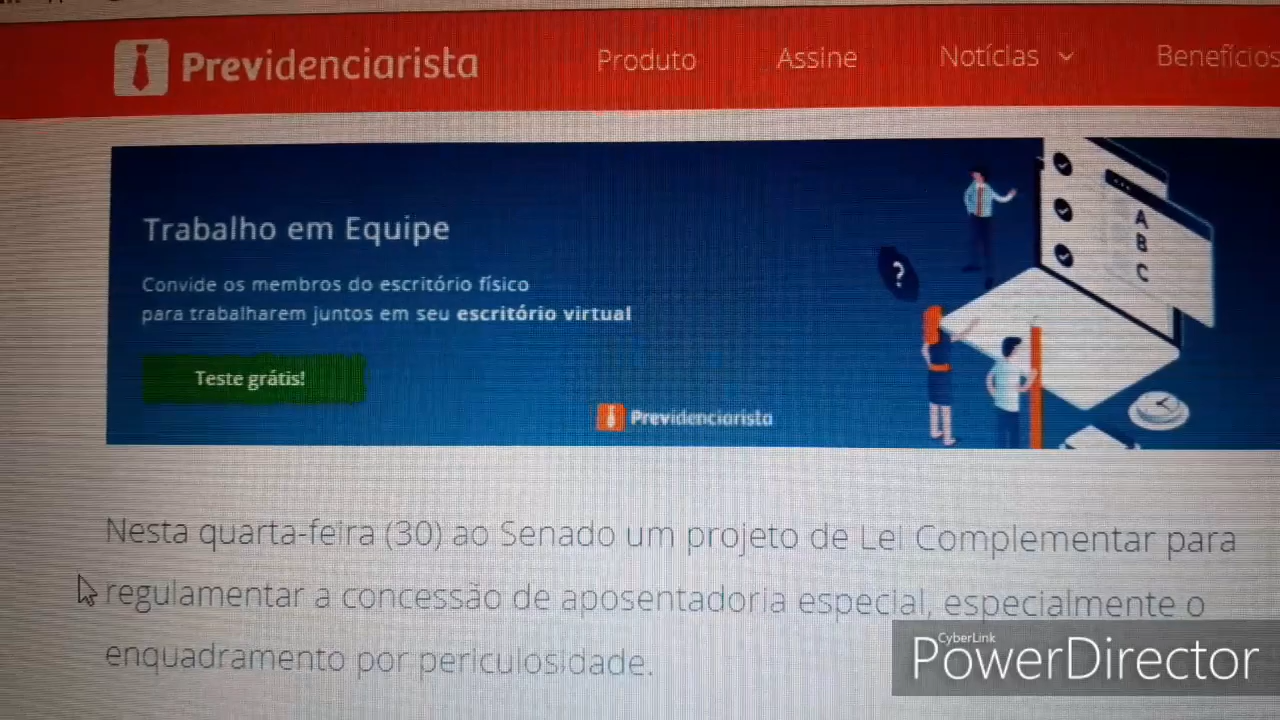 Previdenciarista
Produto
Assine
Notícias
Benefícios
Trabalho em Equipe
Convide os membros do escritório físico
para trabalharem juntos em seu escritório virtual
Teste grátis!
Previdenciarista
?
A
B
C
Nesta quarta-feira (30) ao Senado um projeto de Lei Complementar para
regulamentar a concessão de aposentadoria especial, especialmente o
enquadramento por periculosidade.
CyberLink
PowerDirector